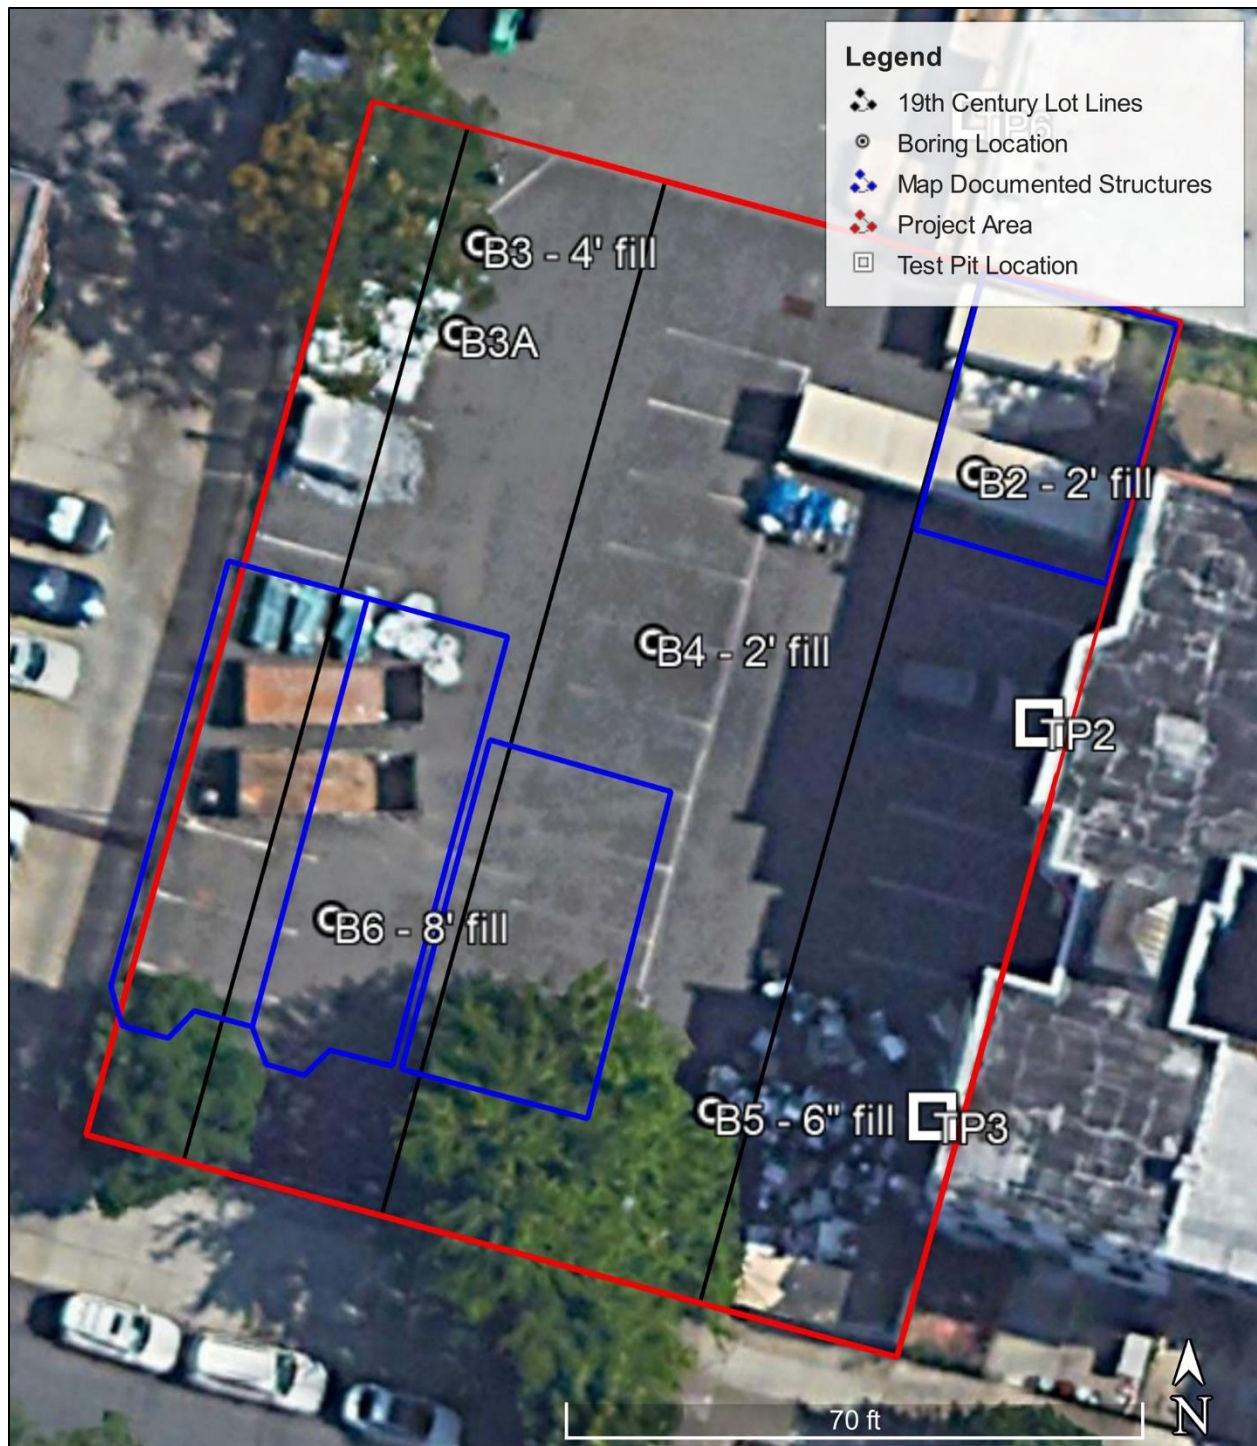 Legend
19th Century Lot Lines
TP6
Boring Location
Map Documented Structures
Project Area
Test Pit Location
B3 - 4' fill
B3A
B2 - 2' fill
B4 - 2' fill
TP2
B6 - 8' fill
B5 - 6" fill
TP3
70 ft
N